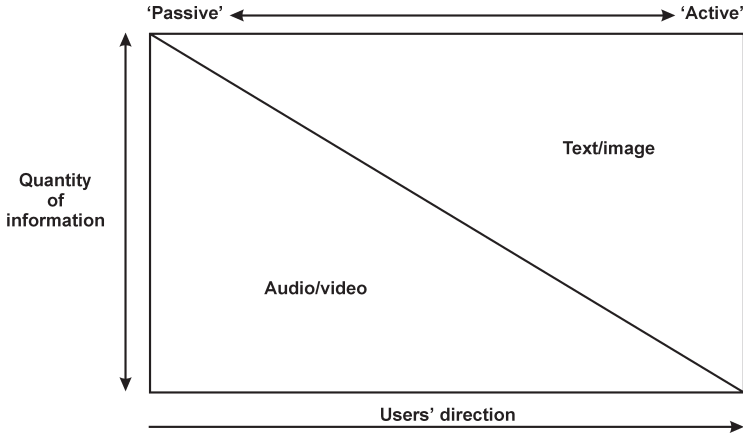 ‘Passive’ ‘Active’
Text/image
Quantity
of
information
Audio/video
Users’ direction